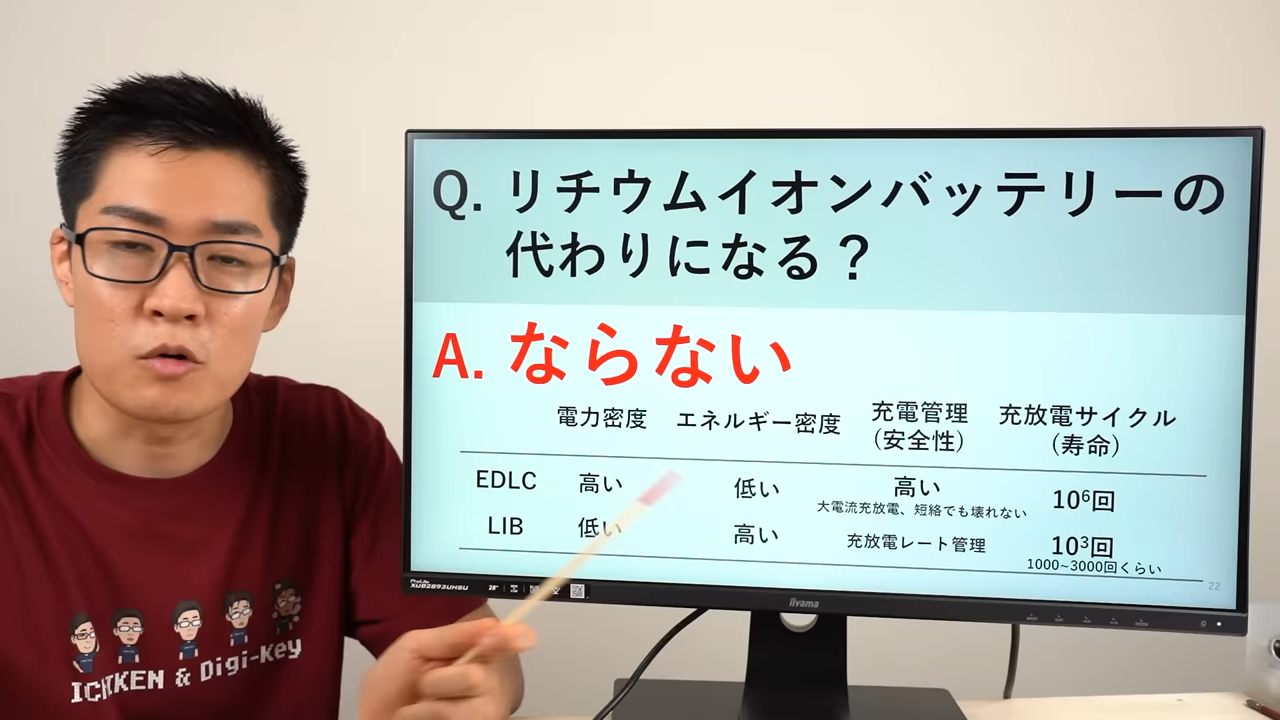 Q. リチウムイオンバッテリーの
代わりになる？
A. ならない
電力密度 エネルギー密度 充電管理（安全性） 充放電サイクル（寿命）
EDLC 高い 低い 高い 10⁶回
大電流充放電、短絡でも壊れない
LIB 低い 高い 充放電レート管理 10³回
1000~3000回くらい
22
ProLite
XUB2893UHSU
iiyama
ICHIKEN & Digi-Key